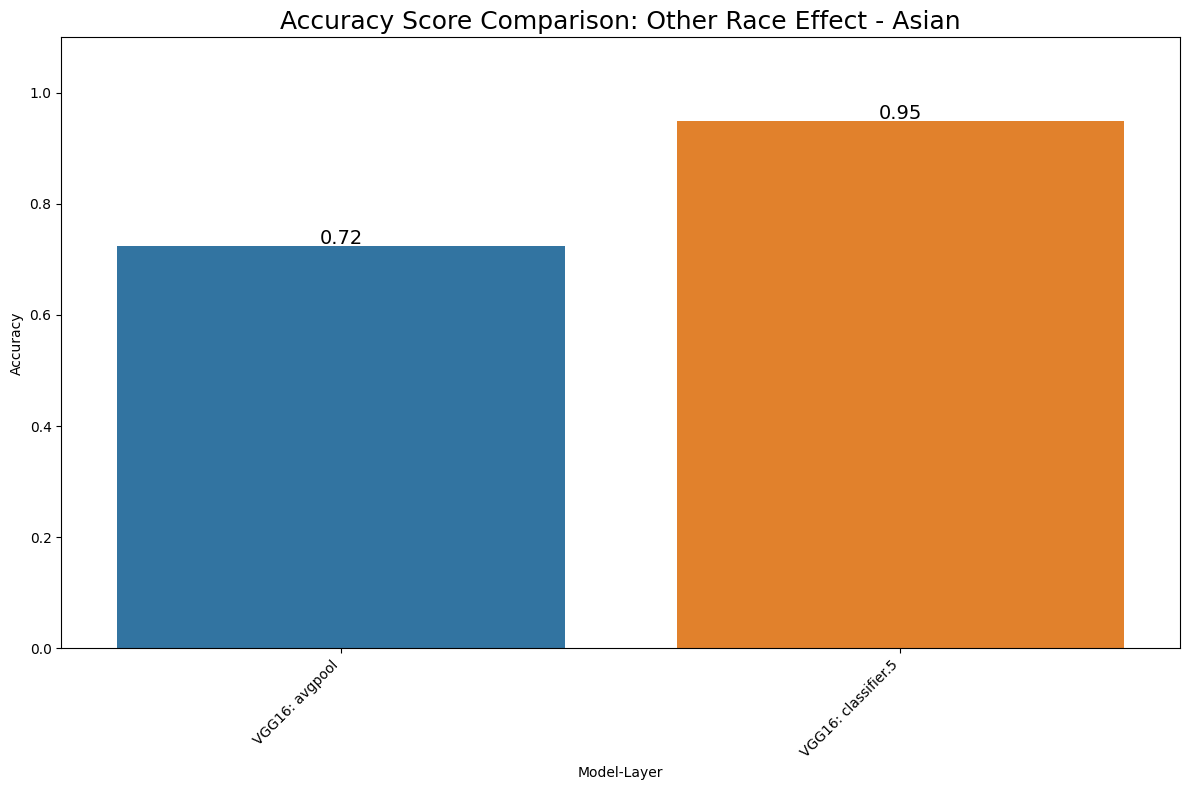 Accuracy Score Comparison: Other Race Effect - Asian
1.0
0.8
0.6
0.4
0.2
0.0
Accuracy
0.72
0.95
VGG16: avgpool
VGG16: classifier.5
Model-Layer